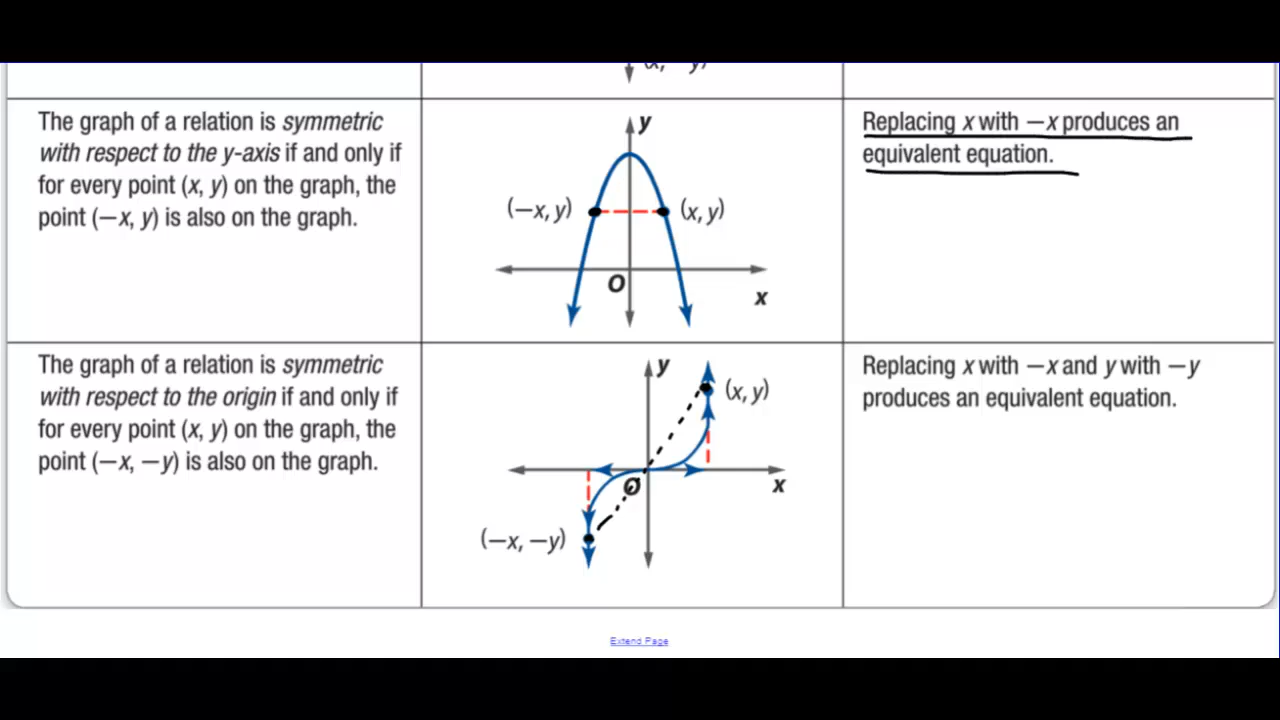 (x, −y)
The graph of a relation is symmetric
with respect to the y-axis if and only if
for every point (x, y) on the graph, the
point (−x, y) is also on the graph.
y
(−x, y)
(x, y)
O
x
Replacing x with −x produces an
equivalent equation.
The graph of a relation is symmetric
with respect to the origin if and only if
for every point (x, y) on the graph, the
point (−x, −y) is also on the graph.
y
(x, y)
O
x
(−x, −y)
Replacing x with −x and y with −y
produces an equivalent equation.
Extend Page